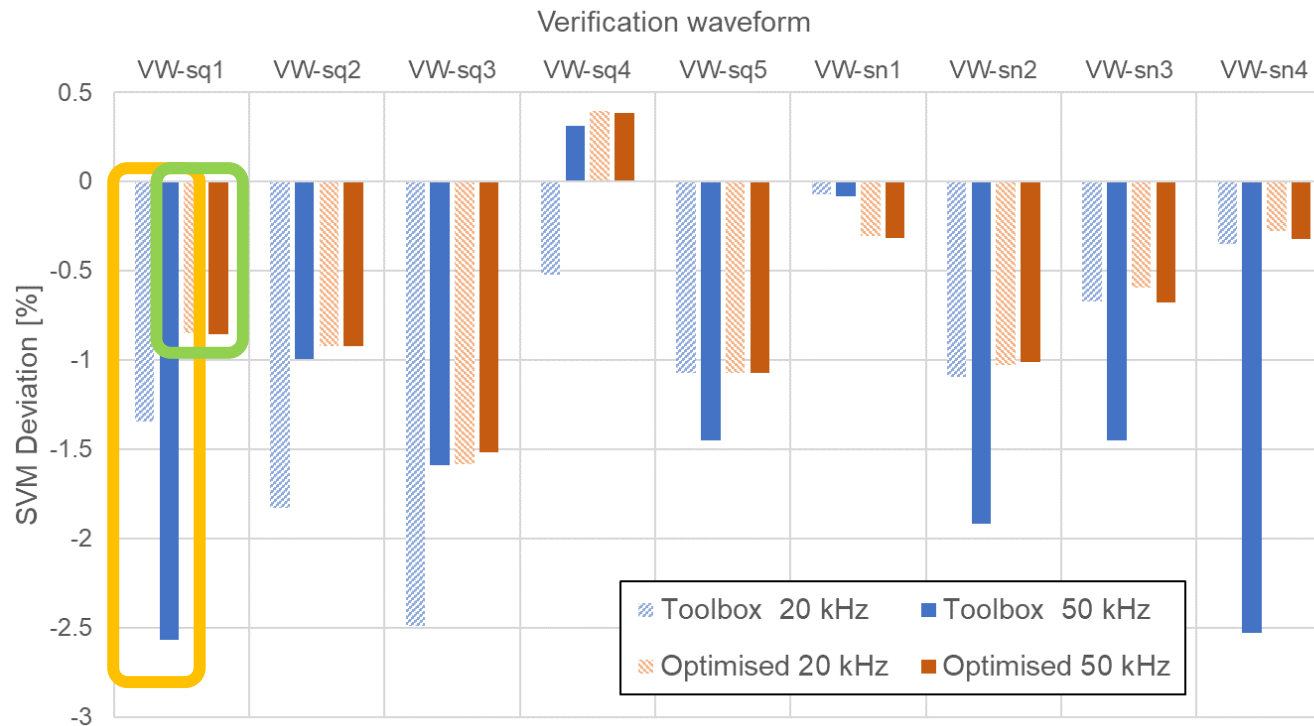 Verification waveform
VW-sq1 VW-sq2 VW-sq3 VW-sq4 VW-sq5 VW-sn1 VW-sn2 VW-sn3 VW-sn4
SVM Deviation [%]
0.5
0
-0.5
-1
-1.5
-2
-2.5
-3
Toolbox 20 kHz Toolbox 50 kHz
Optimised 20 kHz Optimised 50 kHz